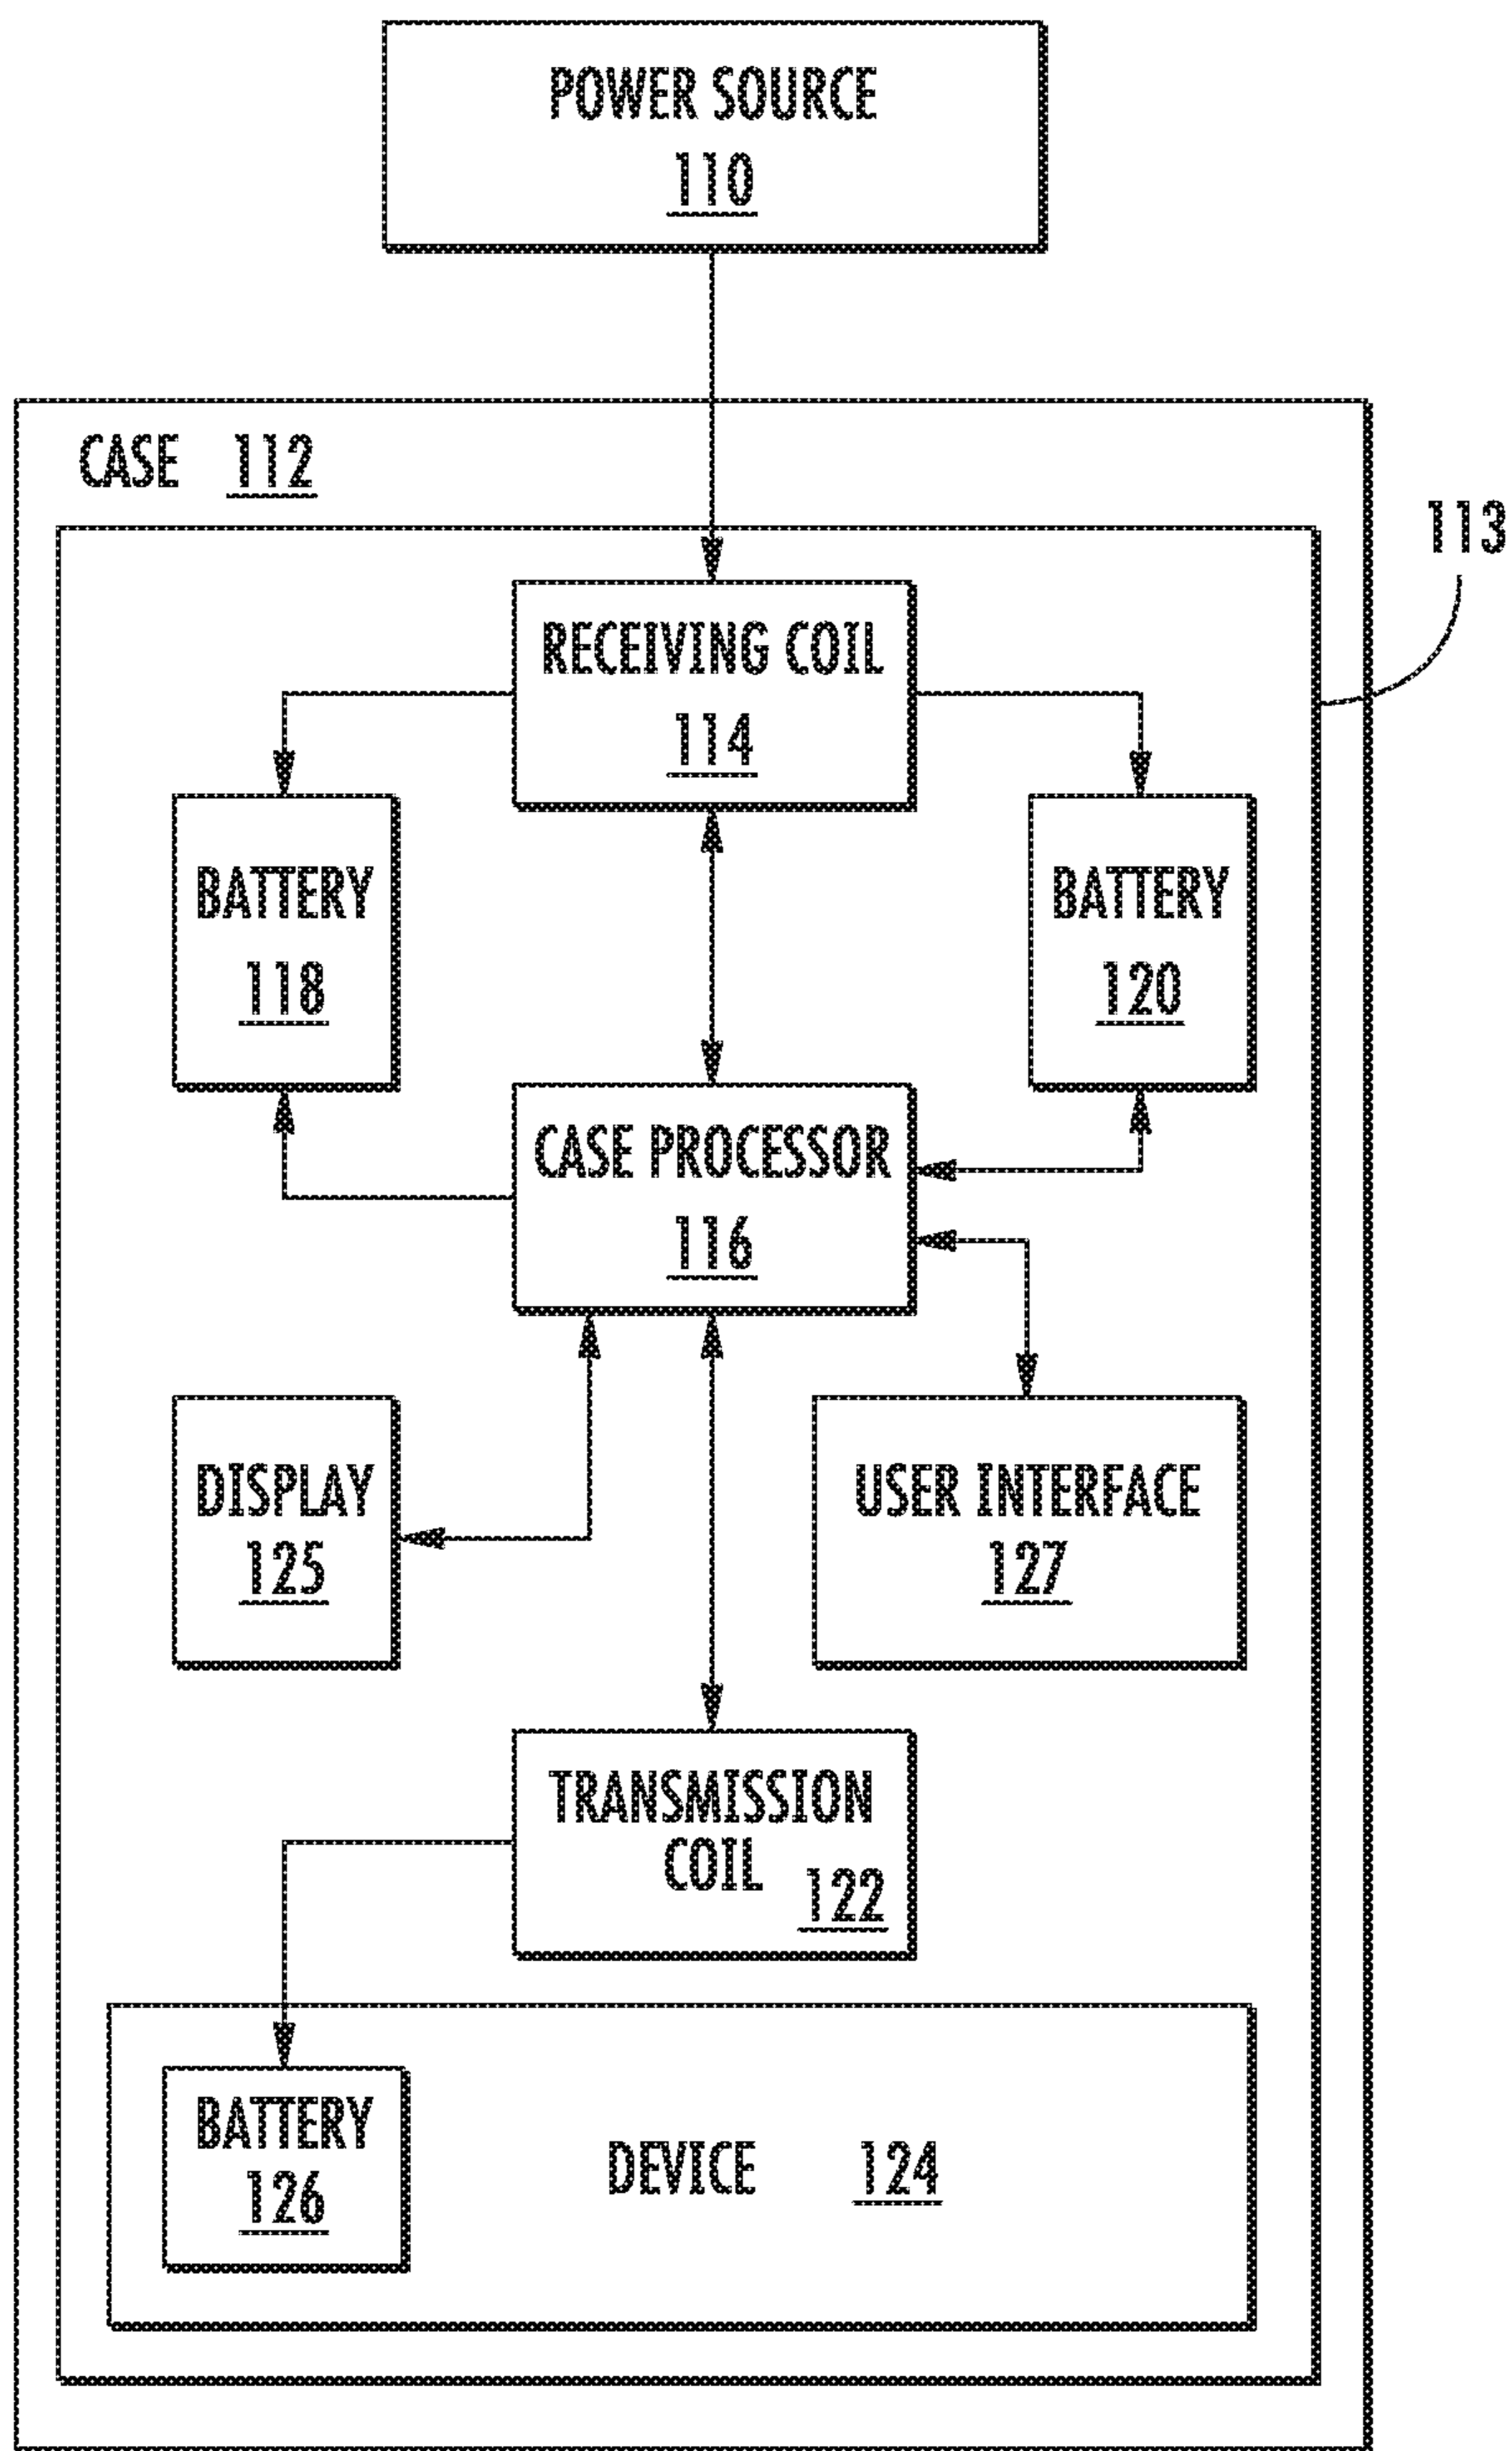 POWER SOURCE
110
CASE 112
113
RECEIVING COIL
114
BATTERY
118
BATTERY
120
CASE PROCESSOR
116
DISPLAY
125
USER INTERFACE
127
TRANSMISSION
COIL 122
BATTERY
126
DEVICE 124